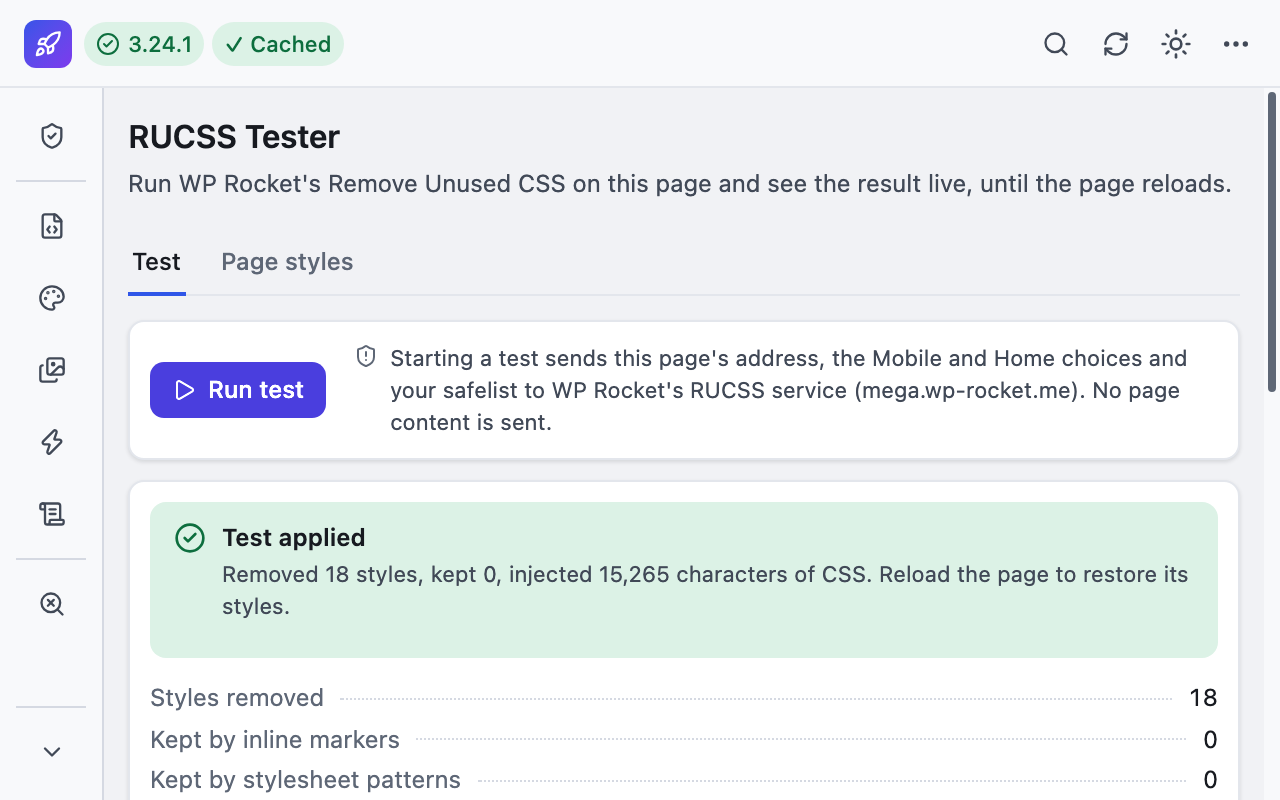 3.24.1
Cached
RUCSS Tester
Run WP Rocket's Remove Unused CSS on this page and see the result live, until the page reloads.
Test
Page styles
Run test
Starting a test sends this page's address, the Mobile and Home choices and
your safelist to WP Rocket's RUCSS service (mega.wp-rocket.me). No page
content is sent.
Test applied
Removed 18 styles, kept 0, injected 15,265 characters of CSS. Reload the page to restore its
styles.
Styles removed 18
Kept by inline markers 0
Kept by stylesheet patterns 0